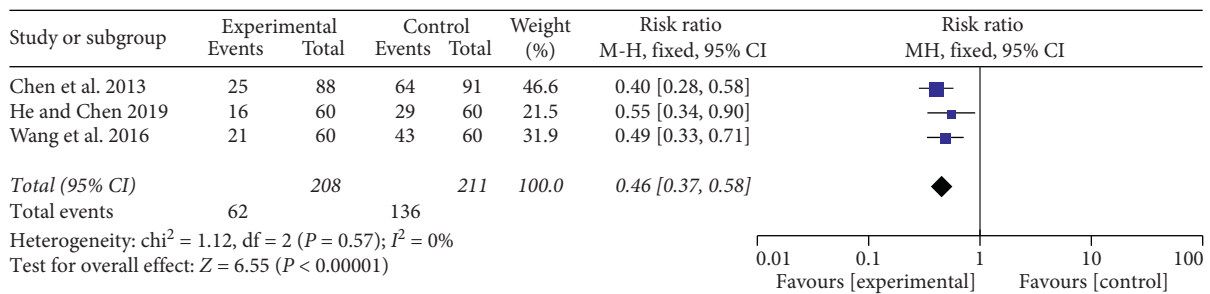 Study or subgroup Experimental Control Weight Risk ratio Risk ratio
Events Total Events Total (%) M-H, fixed, 95% CI MH, fixed, 95% CI
Chen et al. 2013 25 88 64 91 46.6 0.40 [0.28, 0.58]
He and Chen 2019 16 60 29 60 21.5 0.55 [0.34, 0.90]
Wang et al. 2016 21 60 43 60 31.9 0.49 [0.33, 0.71]
Total (95% CI) 208 211 100.0 0.46 [0.37, 0.58]
Total events 62 136
Heterogeneity: chi² = 1.12, df = 2 (P = 0.57); I² = 0%
Test for overall effect: Z = 6.55 (P < 0.00001)
0.01 0.1 1 10 100
Favours [experimental] Favours [control]